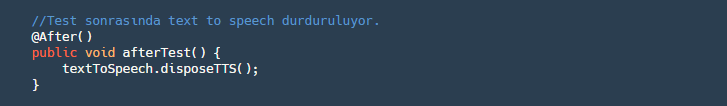 //Test sonrasında text to speech durduruluyor.
@After()
public void afterTest() {
    textToSpeech.disposeTTS();
}